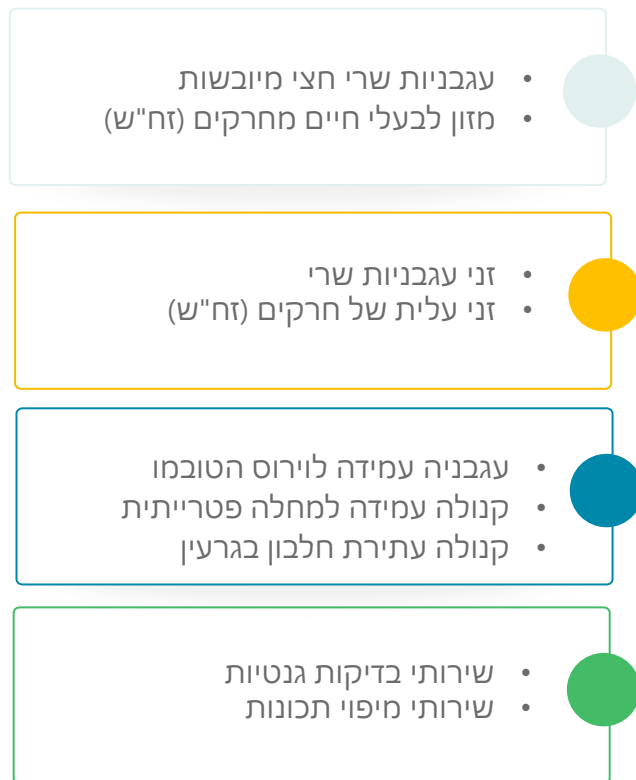 • עגבניות שרי חצי מיובשות
• מזון לבעלי חיים מחרקים (זח"ש)
• זני עגבניות שרי
• זני עלית של חרקים (זח"ש)
• עגבניה עמידה לוירוס הטובמו
• קנולה עמידה למחלה פטרייתית
• קנולה עתירת חלבון בגרעין
• שירותי בדיקות גנטיות
• שירותי מיפוי תכונות